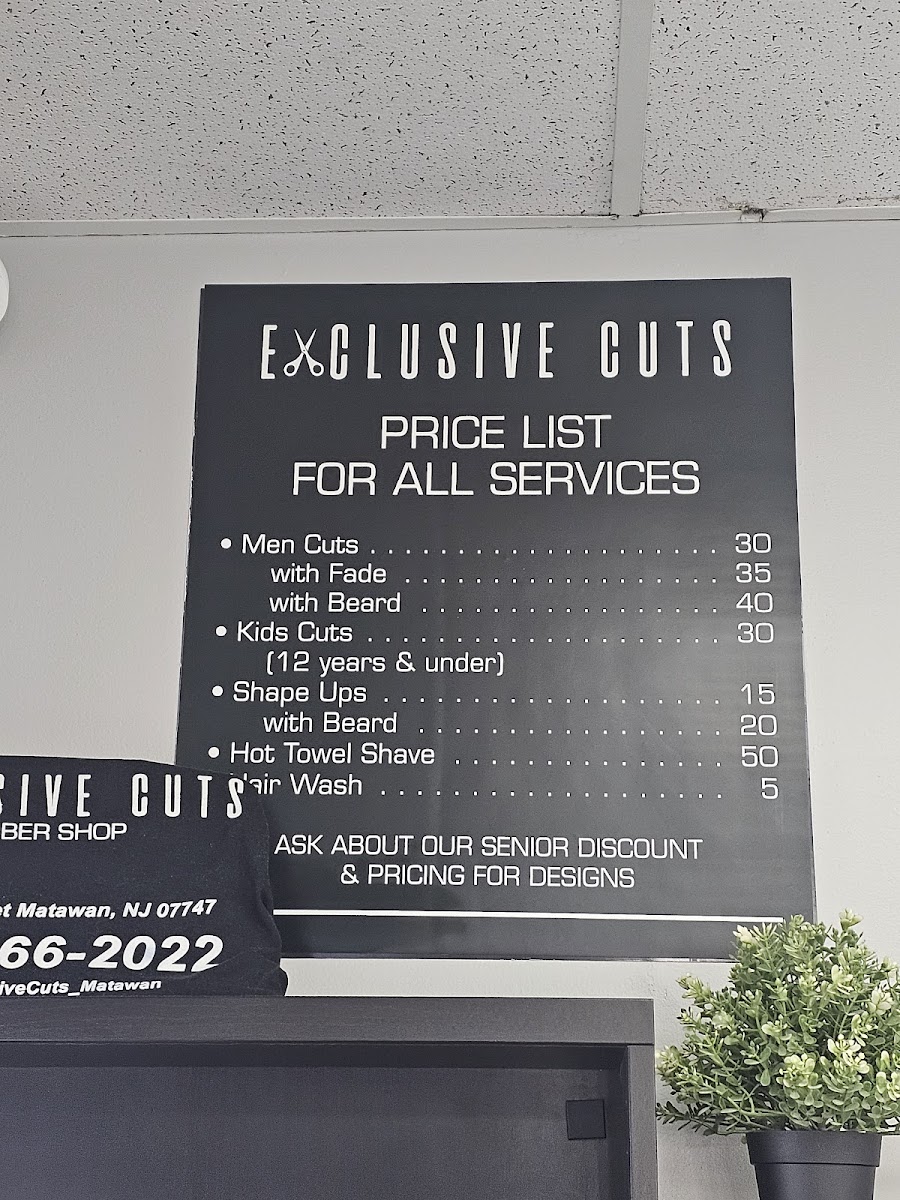 EXCLUSIVE CUTS
PRICE LIST
FOR ALL SERVICES
• Men Cuts . . . . . . . . . . . . . . . . . . . . . 30
with Fade . . . . . . . . . . . . . . . . . . . 35
with Beard . . . . . . . . . . . . . . . . . . 40
• Kids Cuts . . . . . . . . . . . . . . . . . . . . . 30
(12 years & under)
• Shape Ups . . . . . . . . . . . . . . . . . . . . 15
with Beard . . . . . . . . . . . . . . . . . . 20
• Hot Towel Shave . . . . . . . . . . . . . . . . 50
Hair Wash . . . . . . . . . . . . . . . . . . . . 5
ASK ABOUT OUR SENIOR DISCOUNT
& PRICING FOR DESIGNS
SIVE CUTS
BER SHOP
et Matawan, NJ 07747
66-2022
iveCuts_Matawan